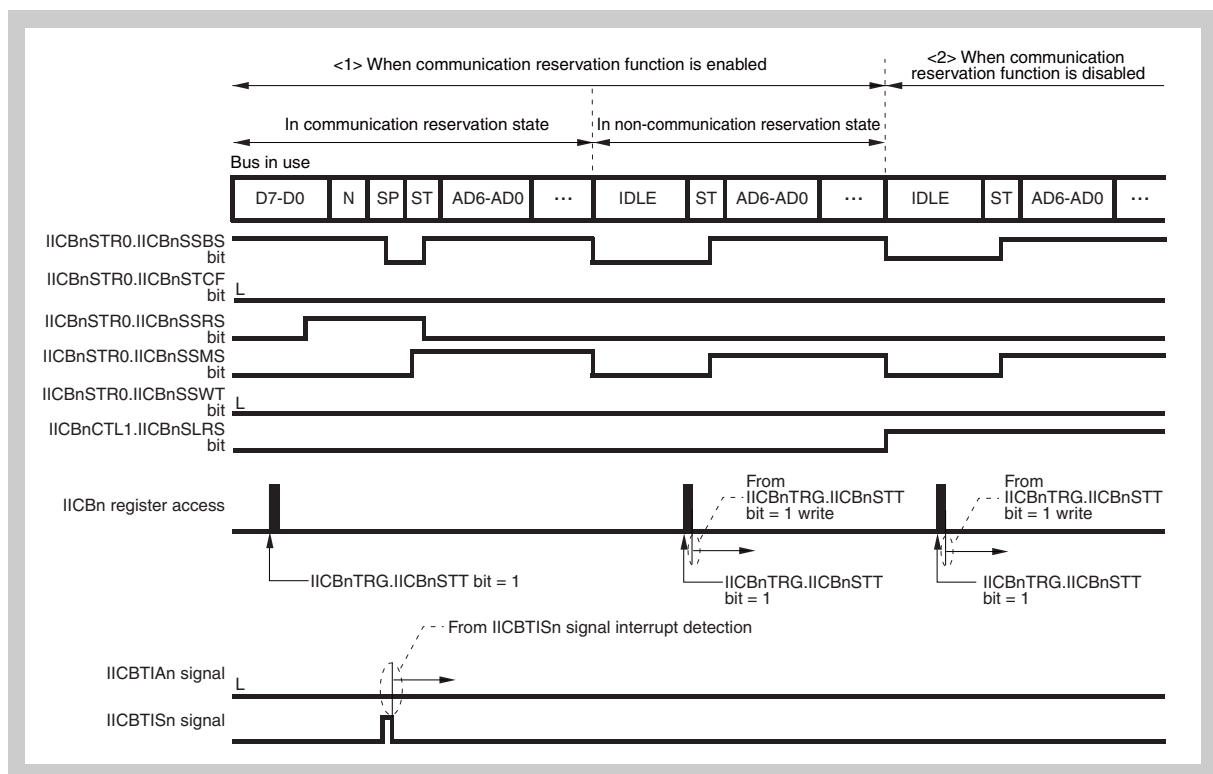 <1> When communication reservation function is enabled
<2> When communication
reservation function is disabled
In communication reservation state
In non-communication reservation state
Bus in use
D7-D0 N SP ST AD6-AD0 ... IDLE ST AD6-AD0 ... IDLE ST AD6-AD0 ...
IICBnSTR0.IICBnSSBS
bit
IICBnSTR0.IICBnSTCF
bit L
IICBnSTR0.IICBnSSRS
bit
IICBnSTR0.IICBnSSMS
bit
IICBnSTR0.IICBnSSWT
bit L
IICBnCTL1.IICBnSLRS
bit
IICBn register access
From
IICBnTRG.IICBnSTT
bit = 1 write
From
IICBnTRG.IICBnSTT
bit = 1 write
IICBnTRG.IICBnSTT bit = 1
IICBnTRG.IICBnSTT
bit = 1
IICBnTRG.IICBnSTT
bit = 1
From IICBTISn signal interrupt detection
IICBTIAn signal L
IICBTISn signal